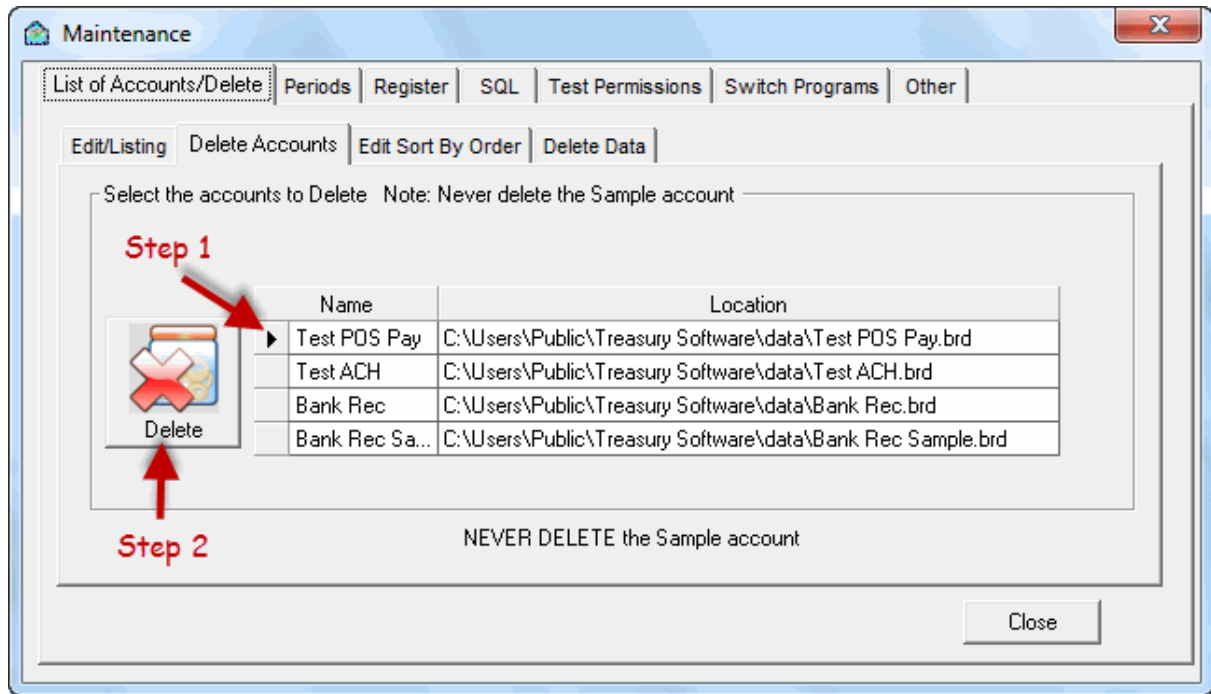 Maintenance
List of Accounts/Delete Periods Register SQL Test Permissions Switch Programs Other
Edit/Listing Delete Accounts Edit Sort By Order Delete Data
Select the accounts to Delete Note: Never delete the Sample account
Step 1
Name Location
Test POS Pay C:\Users\Public\Treasury Software\data\Test POS Pay.brd
Test ACH C:\Users\Public\Treasury Software\data\Test ACH.brd
Bank Rec C:\Users\Public\Treasury Software\data\Bank Rec.brd
Bank Rec Sa... C:\Users\Public\Treasury Software\data\Bank Rec Sample.brd
Delete
Step 2
NEVER DELETE the Sample account
Close